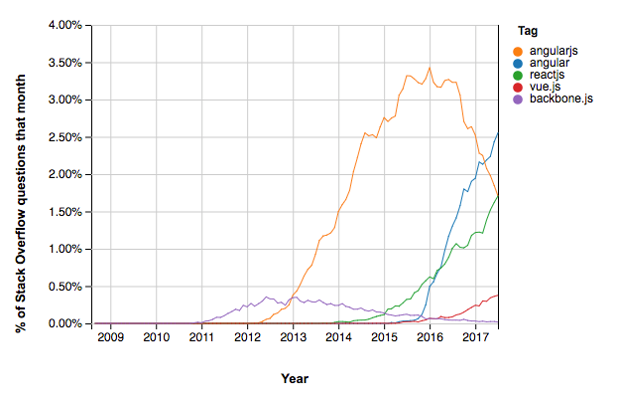 4.00%
3.50%
3.00%
2.50%
2.00%
1.50%
1.00%
0.50%
0.00%
% of Stack Overflow questions that month
2009 2010 2011 2012 2013 2014 2015 2016 2017
Year
Tag
angularjs
angular
reactjs
vue.js
backbone.js